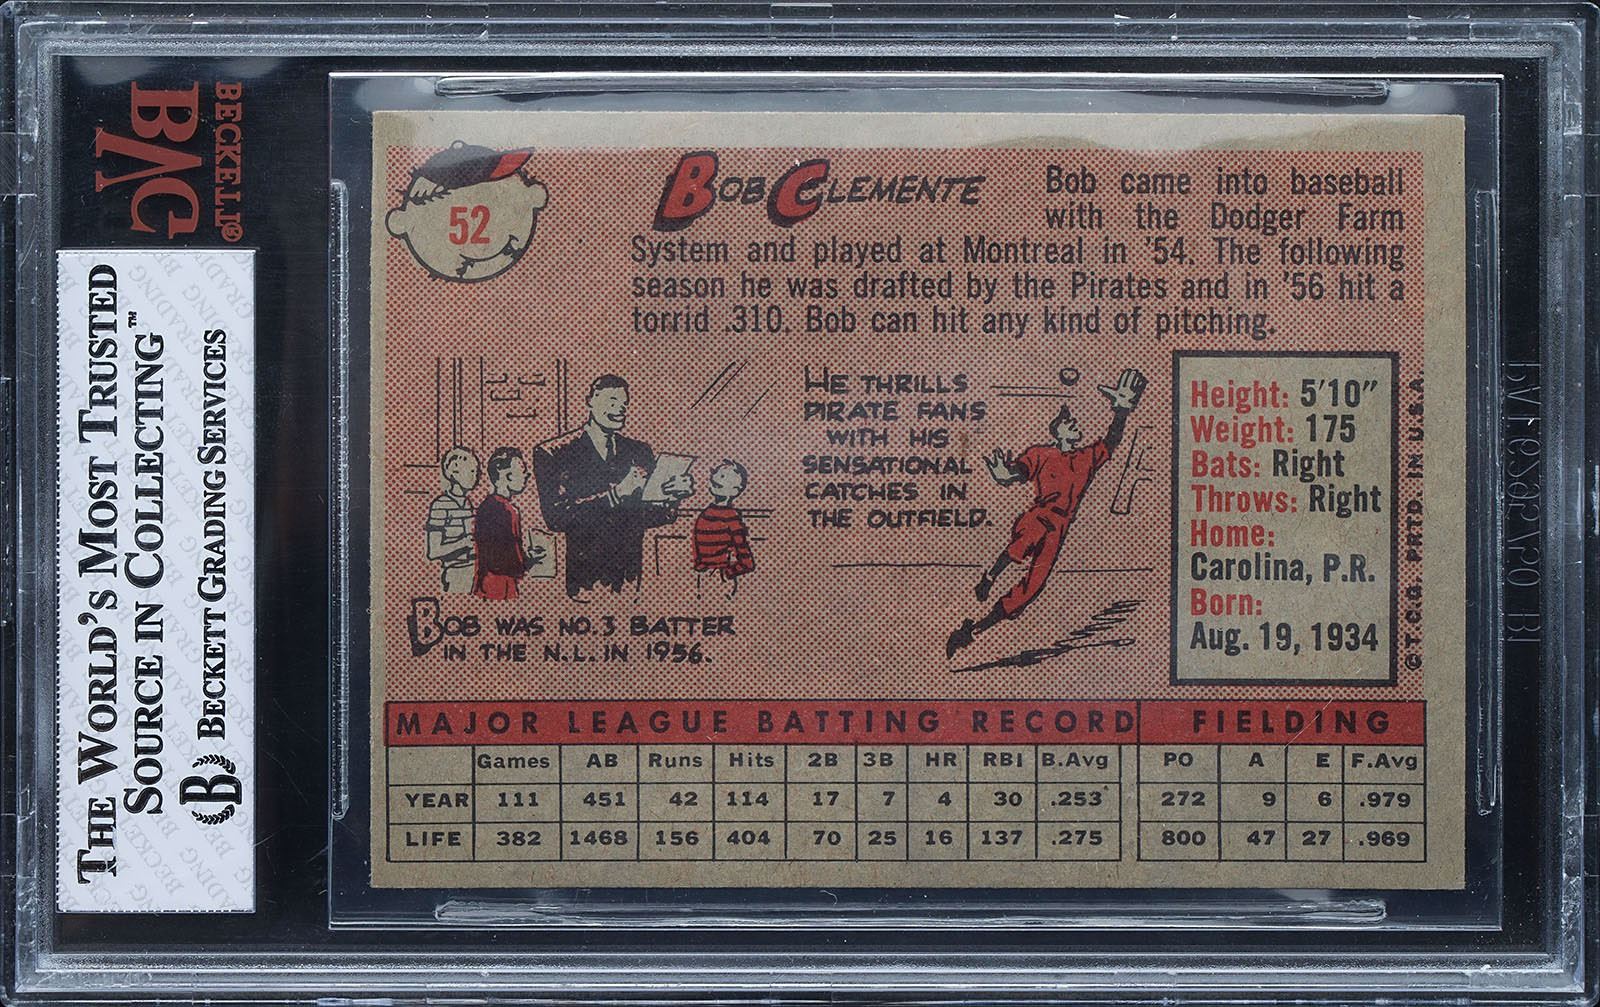 BECKETT®
BVG
THE WORLD'S MOST TRUSTED
SOURCE IN COLLECTING™
B BECKETT GRADING SERVICES
52
BOB CLEMENTE
Bob came into baseball
with the Dodger Farm
System and played at Montreal in '54. The following
season he was drafted by the Pirates and in '56 hit a
torrid .310. Bob can hit any kind of pitching.
BOB WAS NO. 3 BATTER
IN THE N.L. IN 1956.
HE THRILLS
PIRATE FANS
WITH HIS
SENSATIONAL
CATCHES IN
THE OUTFIELD.
Height: 5'10"
Weight: 175
Bats: Right
Throws: Right
Home:
Carolina, P.R.
Born:
Aug. 19, 1934
© T.C.G. PRTD. IN U.S.A.
MAJOR LEAGUE BATTING RECORD FIELDING
Games AB Runs Hits 2B 3B HR RBI B.Avg PO A E F.Avg
YEAR 111 451 42 114 17 7 4 30 .253 272 9 6 .979
LIFE 382 1468 156 404 70 25 16 137 .275 800 47 27 .969